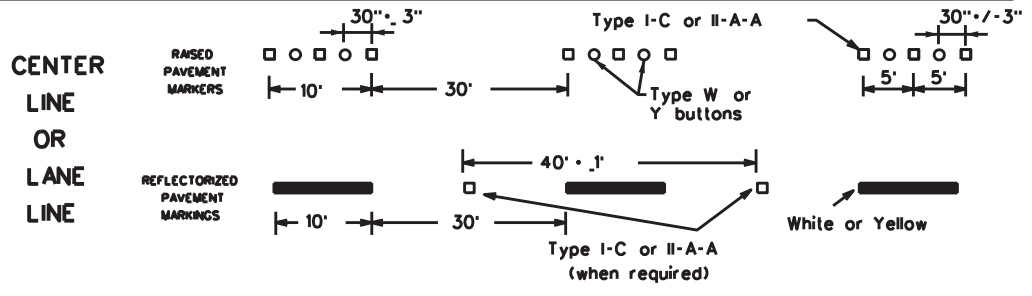 30"·_ 3"
Type I-C or II-A-A
30"·/-3"
CENTER
LINE
OR
LANE
LINE
RAISED
PAVEMENT
MARKERS
10'
30'
Type W or
Y buttons
5'
5'
40' · _1'
REFLECTORIZED
PAVEMENT
MARKINGS
10'
30'
Type I-C or II-A-A
(when required)
White or Yellow